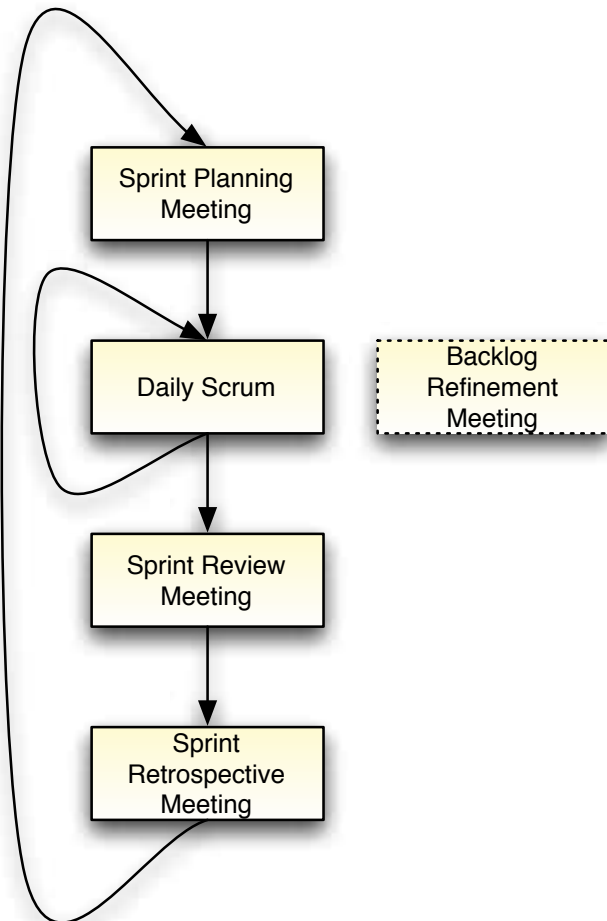 Sprint Planning
Meeting
Daily Scrum
Backlog
Refinement
Meeting
Sprint Review
Meeting
Sprint
Retrospective
Meeting